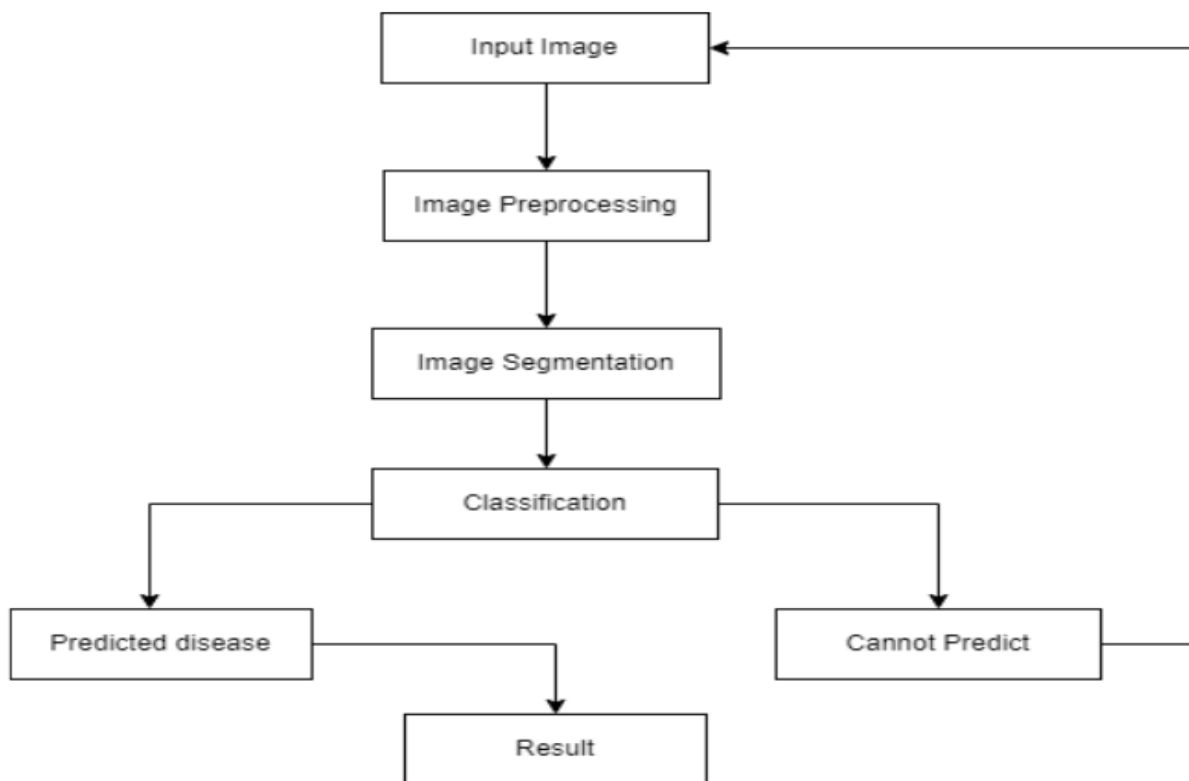 Input Image
Image Preprocessing
Image Segmentation
Classification
Predicted disease
Cannot Predict
Result